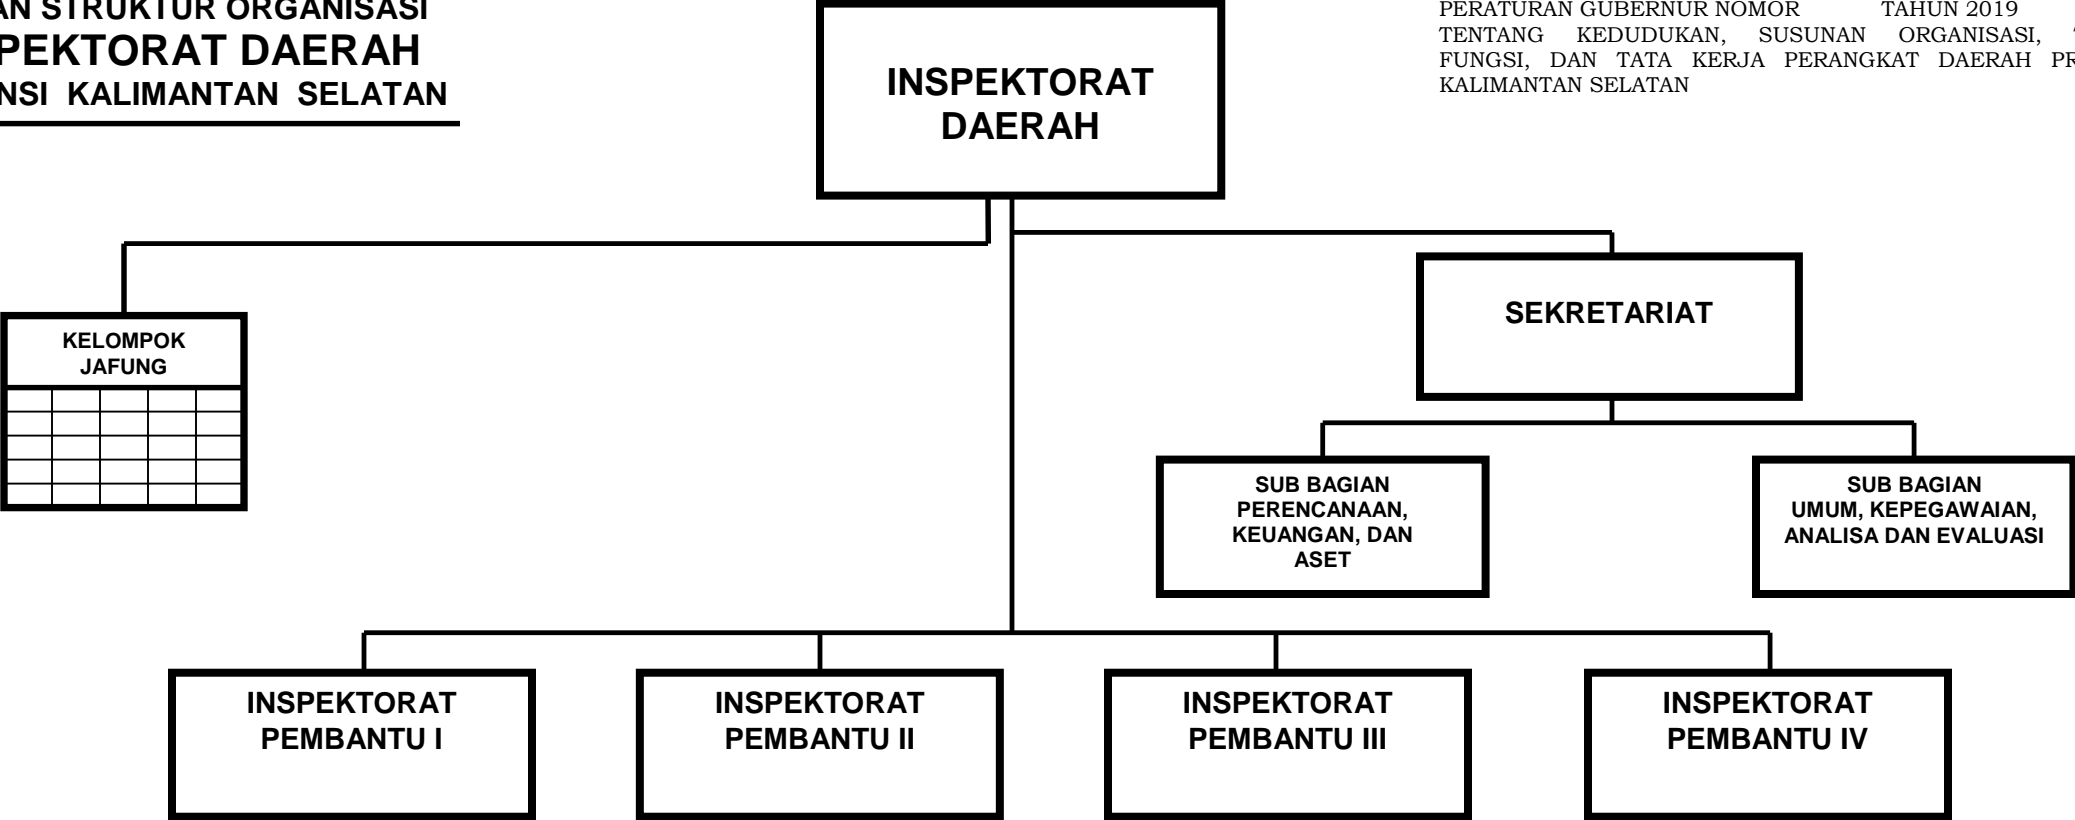 AN STRUKTUR ORGANISASI
PEKTORAT DAERAH
NSI KALIMANTAN SELATAN
PERATURAN GUBERNUR NOMOR TAHUN 2019
TENTANG KEDUDUKAN, SUSUNAN ORGANISASI,
FUNGSI, DAN TATA KERJA PERANGKAT DAERAH PR
KALIMANTAN SELATAN
INSPEKTORAT
DAERAH
SEKRETARIAT
KELOMPOK
JAFUNG
SUB BAGIAN
PERENCANAAN,
KEUANGAN, DAN
ASET
SUB BAGIAN
UMUM, KEPEGAWAIAN,
ANALISA DAN EVALUASI
INSPEKTORAT
PEMBANTU I
INSPEKTORAT
PEMBANTU II
INSPEKTORAT
PEMBANTU III
INSPEKTORAT
PEMBANTU IV